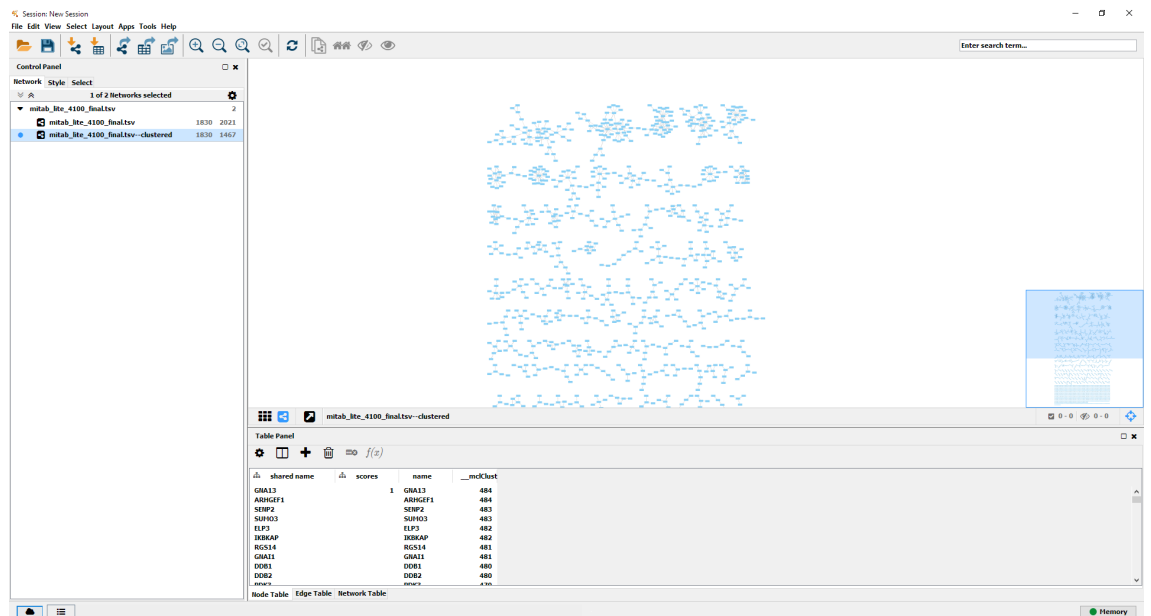 Session: New Session
File Edit View Select Layout Apps Tools Help
Enter search term...
Control Panel
Network Style Select
1 of 2 Networks selected
mitab_lite_4100_final.tsv 2
mitab_lite_4100_final.tsv 1830 2021
mitab_lite_4100_final.tsv--clustered 1830 1467
mitab_lite_4100_final.tsv--clustered
0 - 0 0 - 0
Table Panel
f(x)
shared name scores name __mclClust
GNA13 1 GNA13 484
ARHGEF1 ARHGEF1 484
SENP2 SENP2 483
SUMO3 SUMO3 483
ELP3 ELP3 482
IKBKAP IKBKAP 482
RGS14 RGS14 481
GNAI1 GNAI1 481
DDB1 DDB1 480
DDB2 DDB2 480
Node Table Edge Table Network Table
Memory